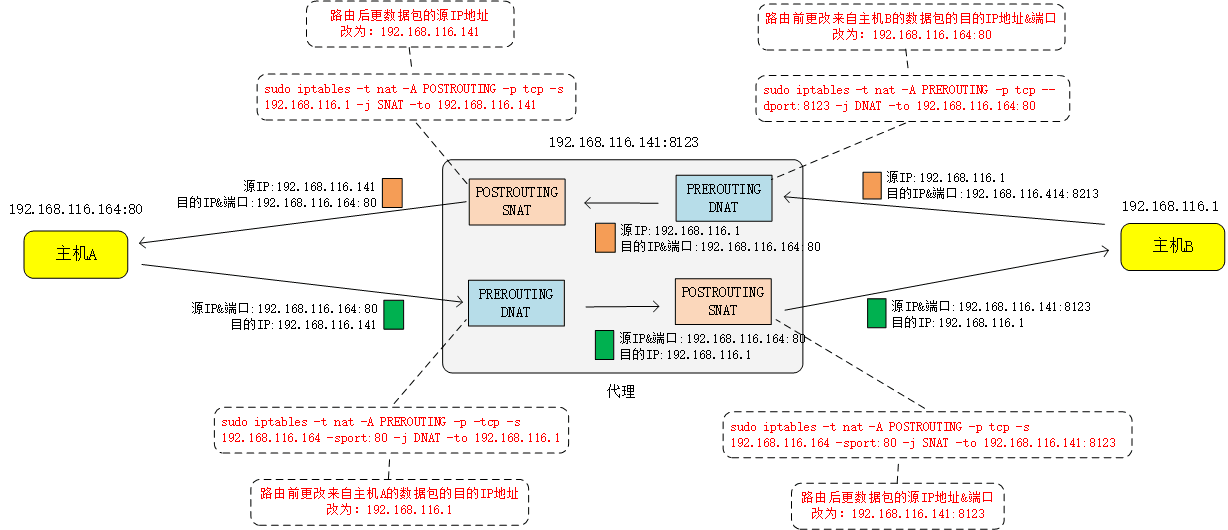 路由后更数据包的源IP地址
改为：192.168.116.141
路由前更改来自主机B的数据包的目的IP地址&端口
改为：192.168.116.164:80
sudo iptables -t nat -A POSTROUTING -p tcp -s
192.168.116.1 -j SNAT -to 192.168.116.141
sudo iptables -t nat -A PREROUTING -p tcp --
dport:8123 -j DNAT -to 192.168.116.164:80
192.168.116.141:8123
源IP:192.168.116.141
目的IP&端口:192.168.116.164:80
POSTROUTING
SNAT
PREROUTING
DNAT
源IP:192.168.116.1
目的IP&端口:192.168.116.414:8213
192.168.116.164:80
主机A
源IP:192.168.116.1
目的IP&端口:192.168.116.164:80
192.168.116.1
主机B
源IP&端口:192.168.116.164:80
目的IP:192.168.116.141
PREROUTING
DNAT
POSTROUTING
SNAT
源IP&端口:192.168.116.141:8123
目的IP:192.168.116.1
源IP&端口:192.168.116.164:80
目的IP:192.168.116.1
代理
sudo iptables -t nat -A PREROUTING -p -tcp -s
192.168.116.164 -sport:80 -j DNAT -to 192.168.116.1
sudo iptables -t nat -A POSTROUTING -p tcp -s
192.168.116.164 -sport:80 -j SNAT -to 192.168.116.141:8123
路由前更改来自主机A的数据包的目的IP地址
改为：192.168.116.1
路由后更数据包的源IP地址&端口
改为：192.168.116.141:8123